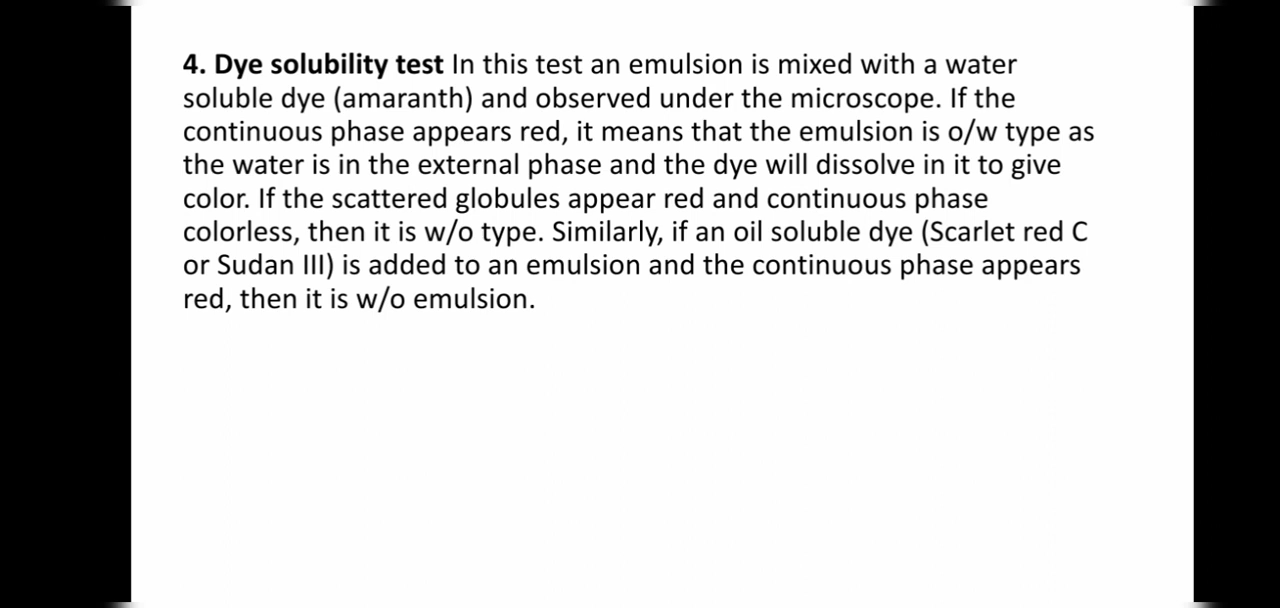 4. Dye solubility test In this test an emulsion is mixed with a water
soluble dye (amaranth) and observed under the microscope. If the
continuous phase appears red, it means that the emulsion is o/w type as
the water is in the external phase and the dye will dissolve in it to give
color. If the scattered globules appear red and continuous phase
colorless, then it is w/o type. Similarly, if an oil soluble dye (Scarlet red C
or Sudan III) is added to an emulsion and the continuous phase appears
red, then it is w/o emulsion.